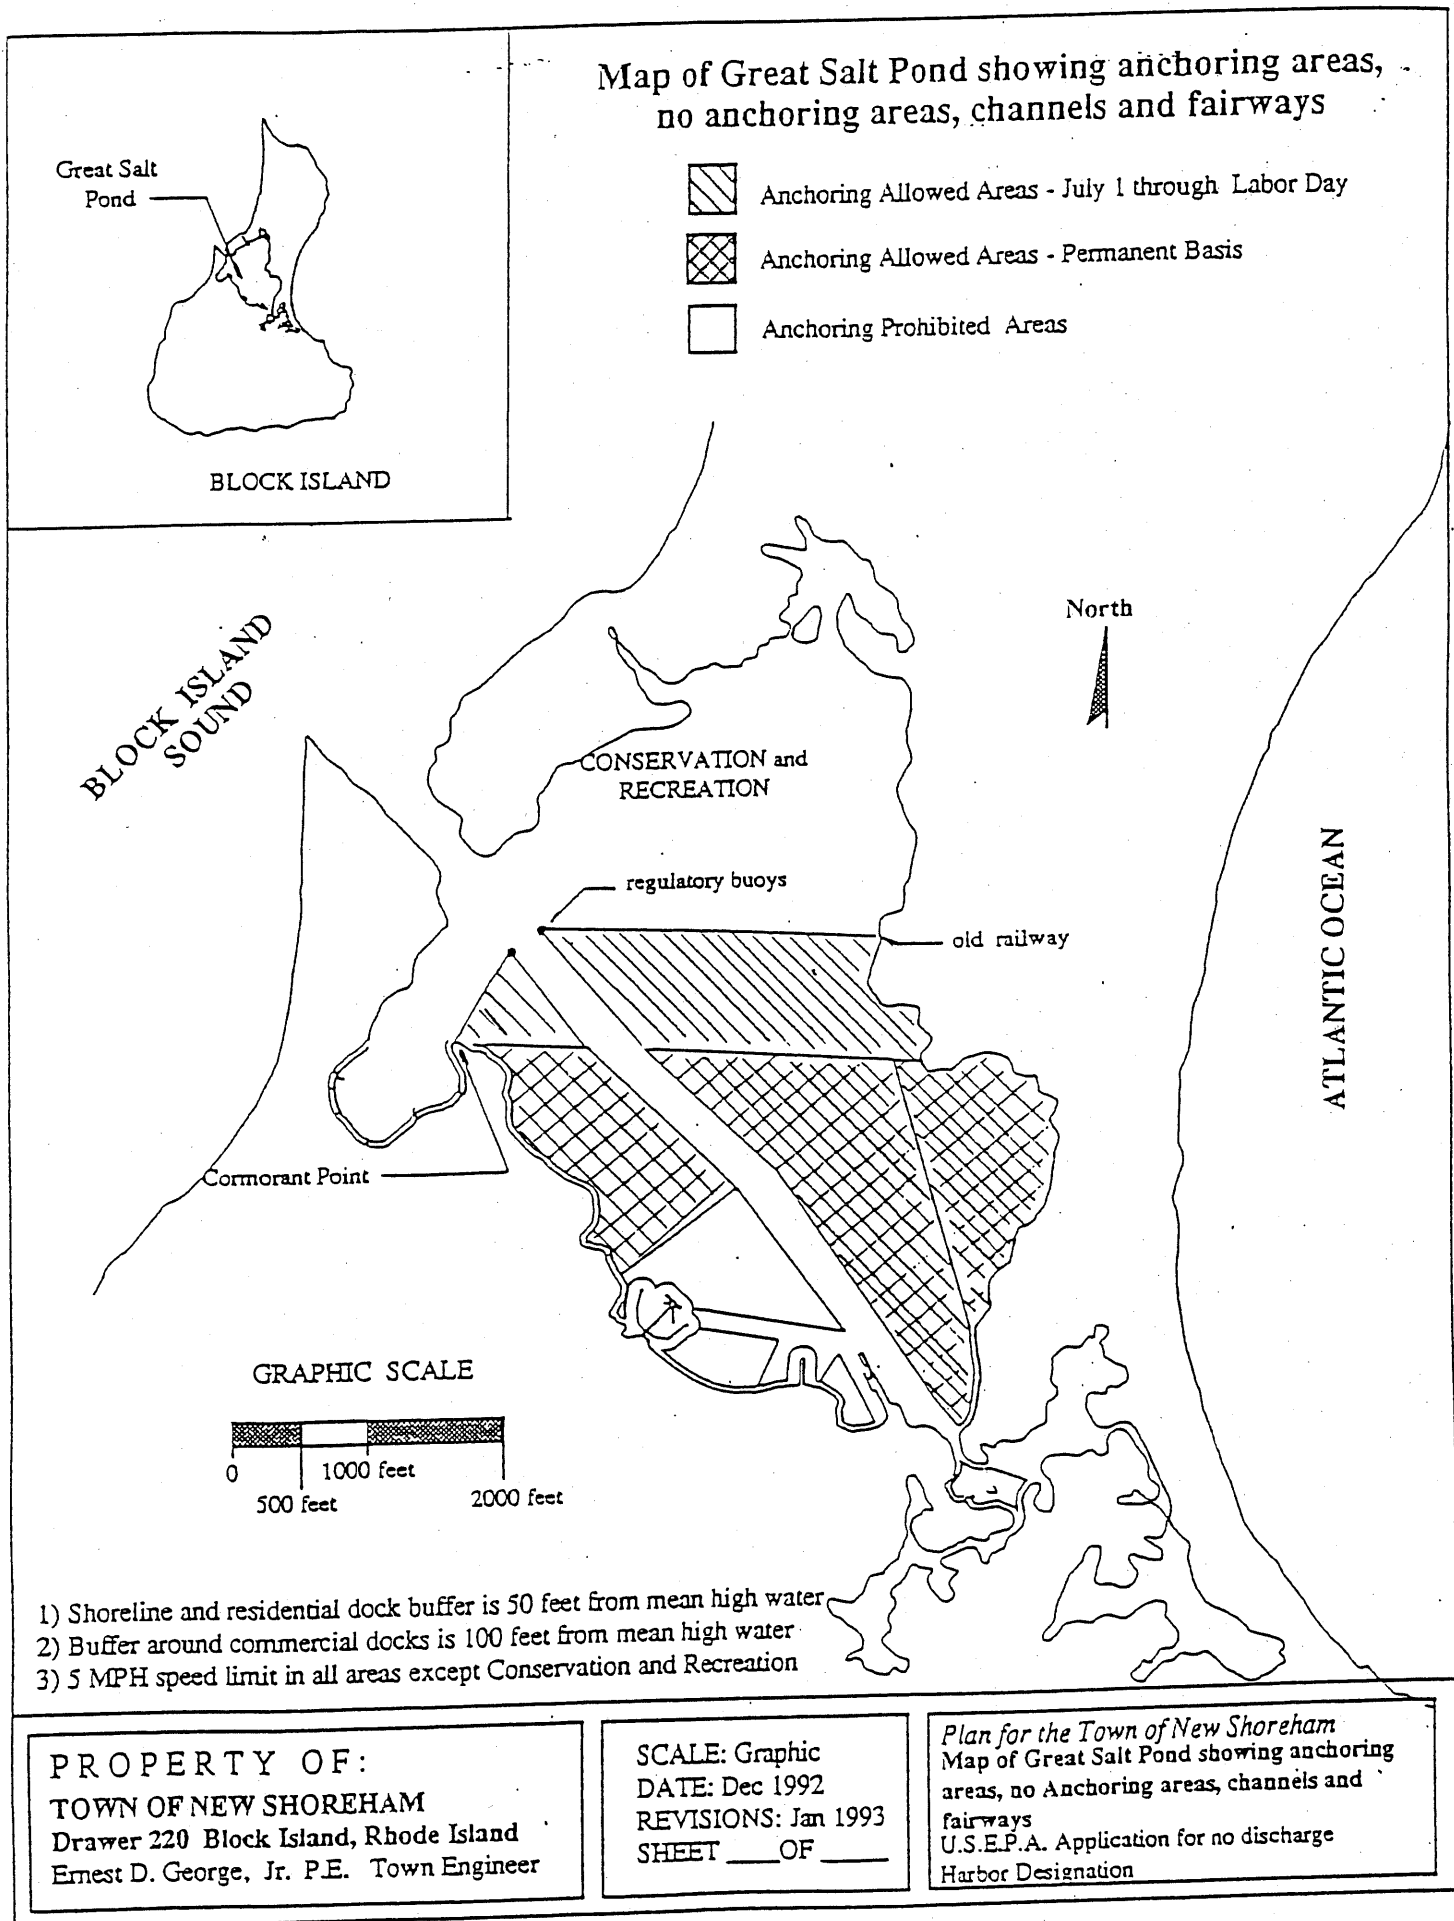 Map of Great Salt Pond showing anchoring areas,
no anchoring areas, channels and fairways
Anchoring Allowed Areas - July 1 through Labor Day
Anchoring Allowed Areas - Permanent Basis
Anchoring Prohibited Areas
Great Salt
Pond
BLOCK ISLAND
BLOCK ISLAND
SOUND
North
CONSERVATION and
RECREATION
regulatory buoys
old railway
ATLANTIC OCEAN
Cormorant Point
GRAPHIC SCALE
0
500 feet
1000 feet
2000 feet
1) Shoreline and residential dock buffer is 50 feet from mean high water
2) Buffer around commercial docks is 100 feet from mean high water
3) 5 MPH speed limit in all areas except Conservation and Recreation
PROPERTY OF:
TOWN OF NEW SHOREHAM
Drawer 220 Block Island, Rhode Island
Ernest D. George, Jr. P.E. Town Engineer
SCALE: Graphic
DATE: Dec 1992
REVISIONS: Jan 1993
SHEET ____OF _____
Plan for the Town of New Shoreham
Map of Great Salt Pond showing anchoring
areas, no Anchoring areas, channels and
fairways
U.S.E.P.A. Application for no discharge
Harbor Designation